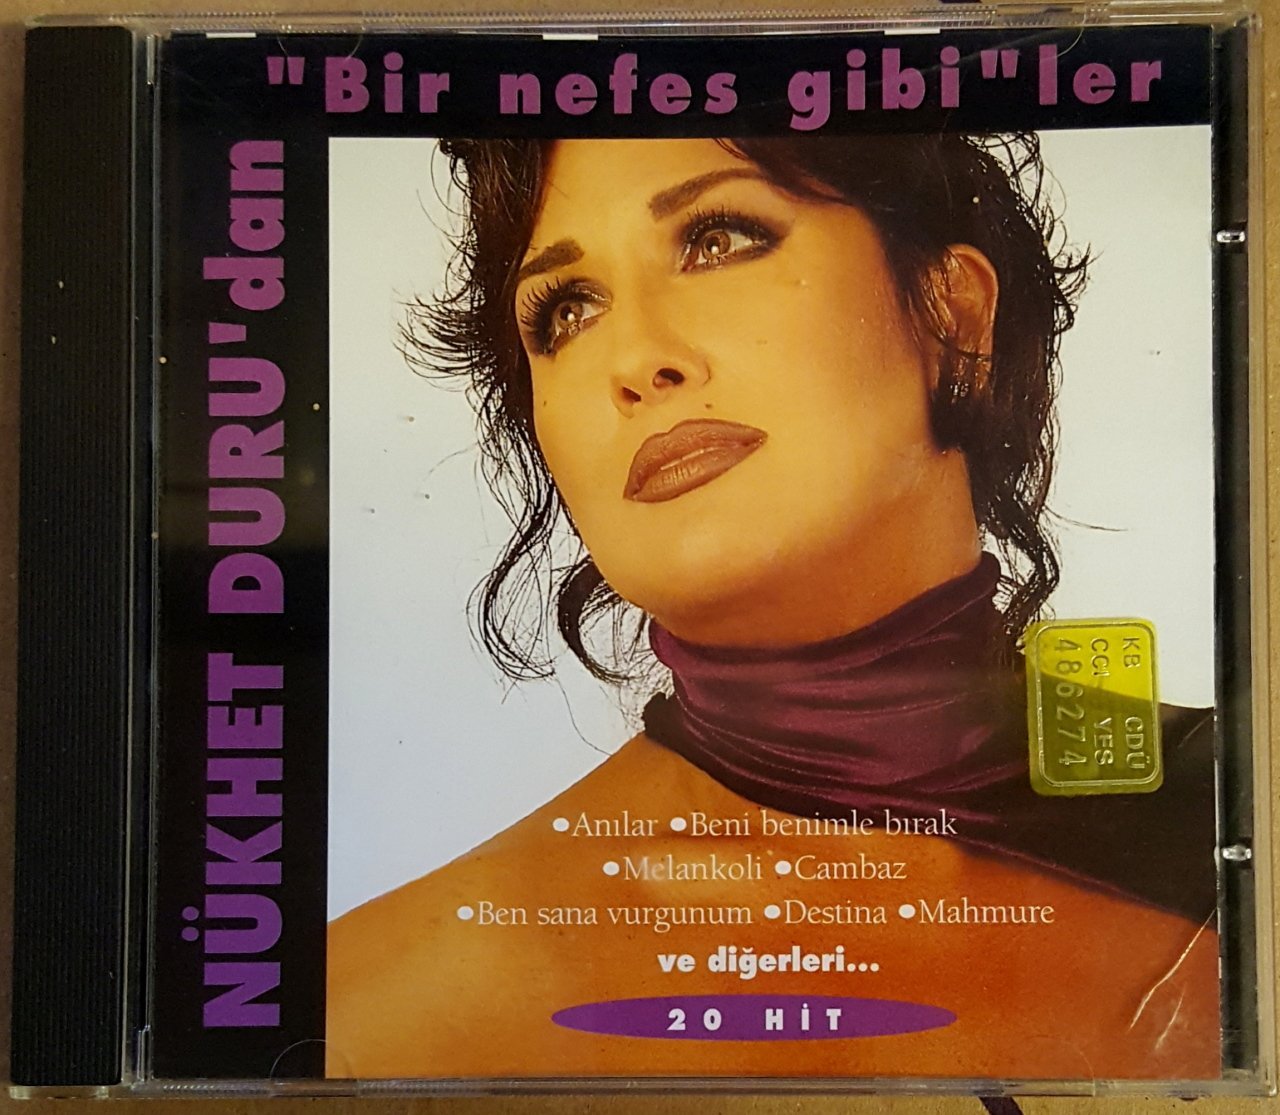 "Bir nefes gibi"ler
NÜKHET DURU'dan
•Anılar •Beni benimle bırak
•Melankoli •Cambaz
•Ben sana vurgunum •Destina •Mahmure
ve diğerleri...
20 HİT
KB CDÜ
CCI YES
486274